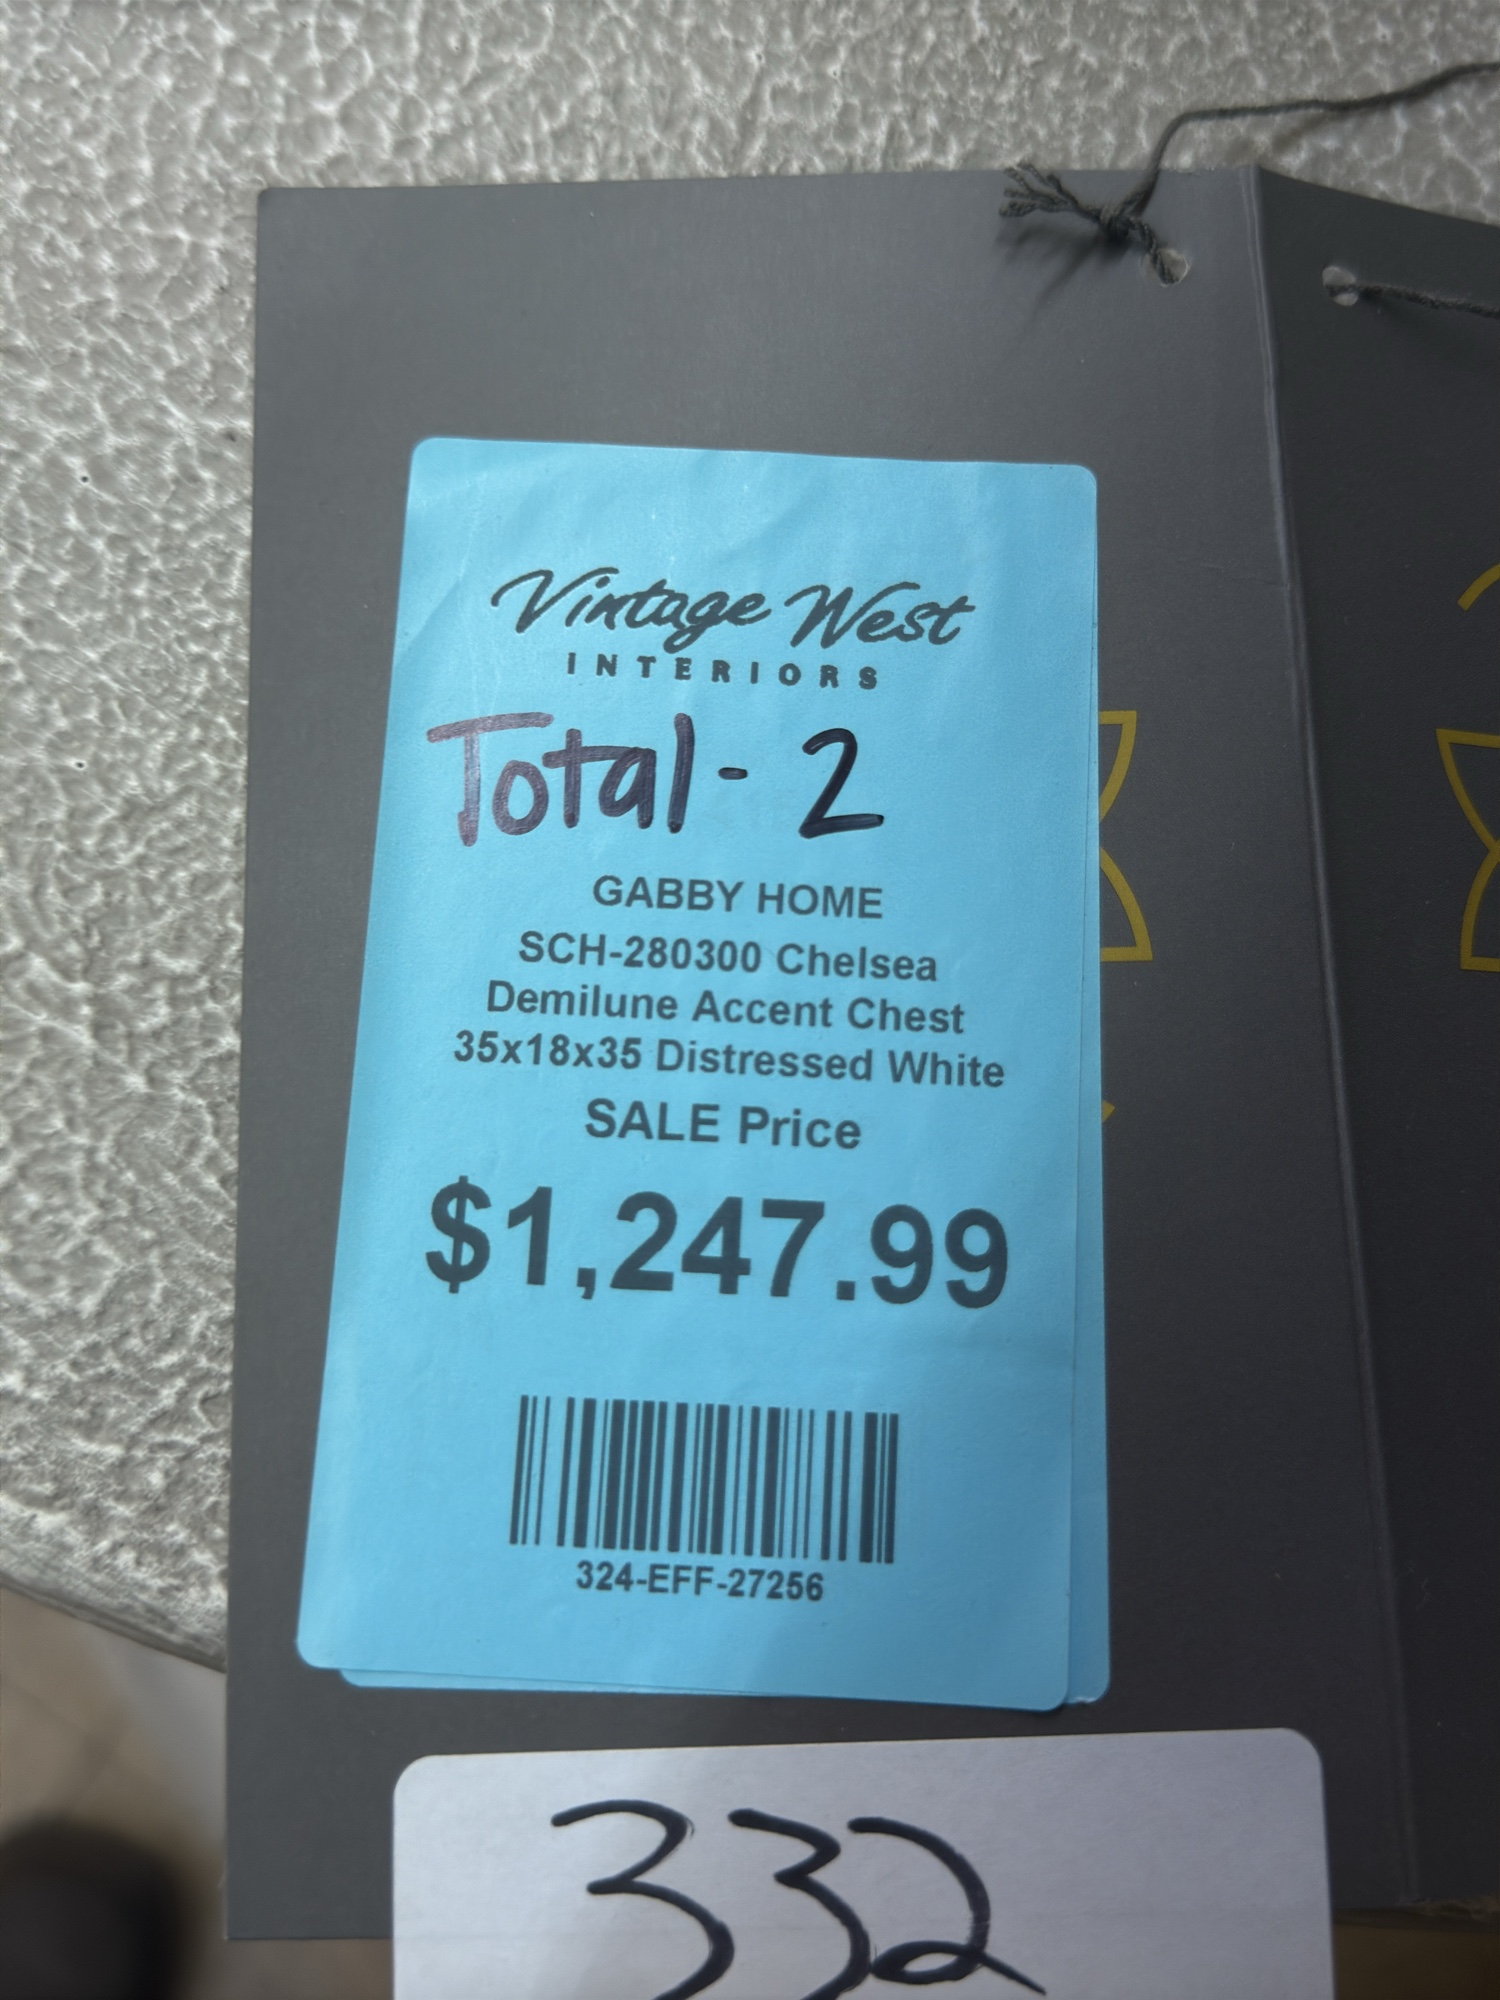 Vintage West
INTERIORS
Total - 2
GABBY HOME
SCH-280300 Chelsea
Demilune Accent Chest
35x18x35 Distressed White
SALE Price
$1,247.99
324-EFF-27256
332